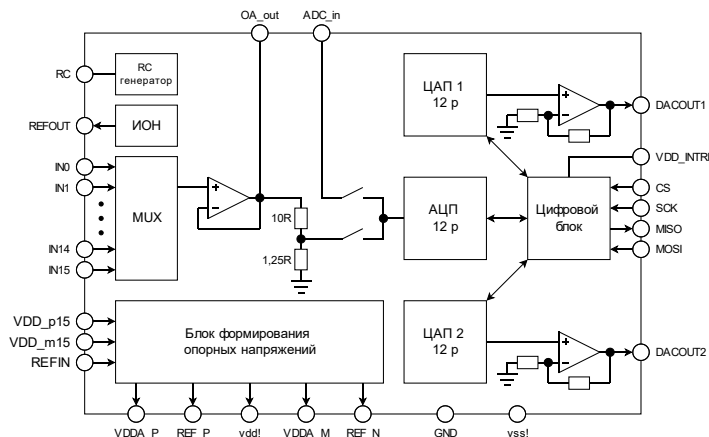 OA_out ADC_in
RC
RC
генератор
REFOUT
ИОН
IN0
IN1
IN14
IN15
MUX
10R
1,25R
ЦАП 1
12 р
DACOUT1
VDD_INTRF
CS
SCK
MISO
MOSI
АЦП
12 р
Цифровой
блок
VDD_p15
VDD_m15
REFIN
Блок формирования
опорных напряжений
ЦАП 2
12 р
DACOUT2
VDDA_P REF_P vdd! VDDA_M REF_N GND vss!